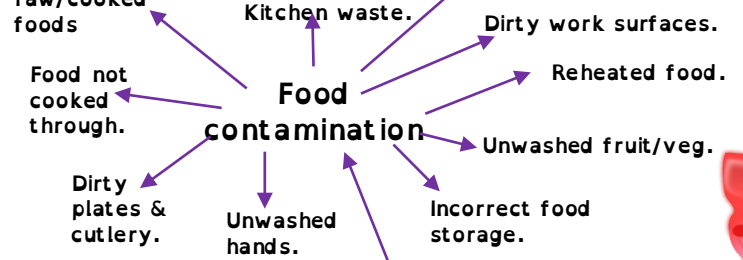 raw/cooked
foods
Kitchen waste.
Dirty work surfaces.
Food not
cooked
through.
Reheated food.
Food
contamination
Unwashed fruit/veg.
Dirty
plates &
cutlery.
Unwashed
hands.
Incorrect food
storage.